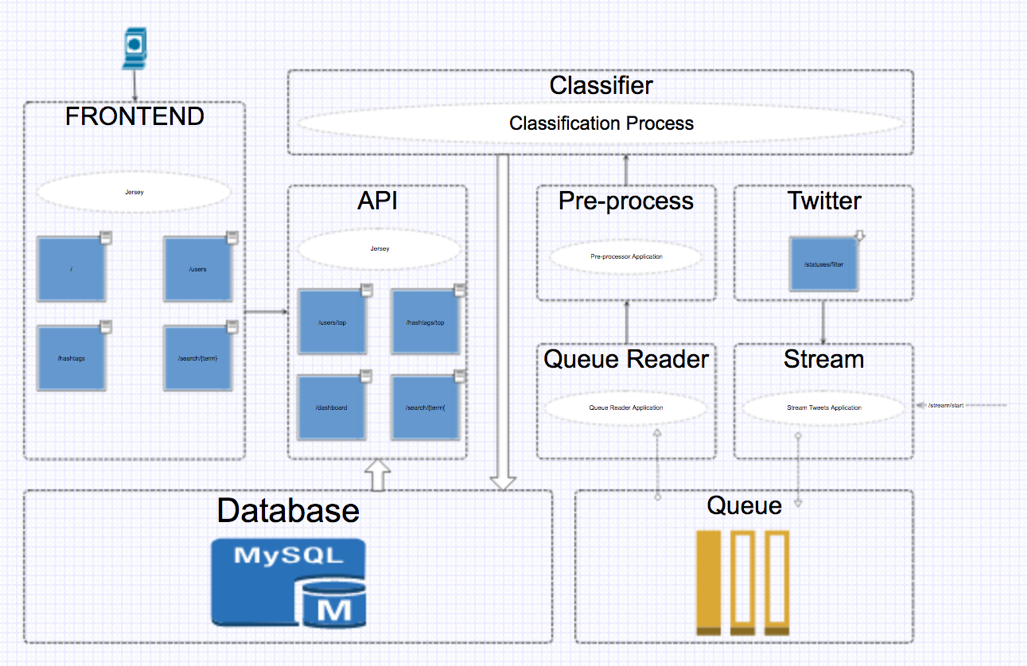 Classifier
Classification Process
FRONTEND
Jersey
/
/users
/hashtags
/search/{term}
API
Jersey
/users/top
/hashtags/top
/dashboard
/search/{term{
Pre-process
Pre-processor Application
Twitter
/statuses/filter
Queue Reader
Queue Reader Application
Stream
Stream Tweets Application
/stream/start
Database
MySQL
M
Queue